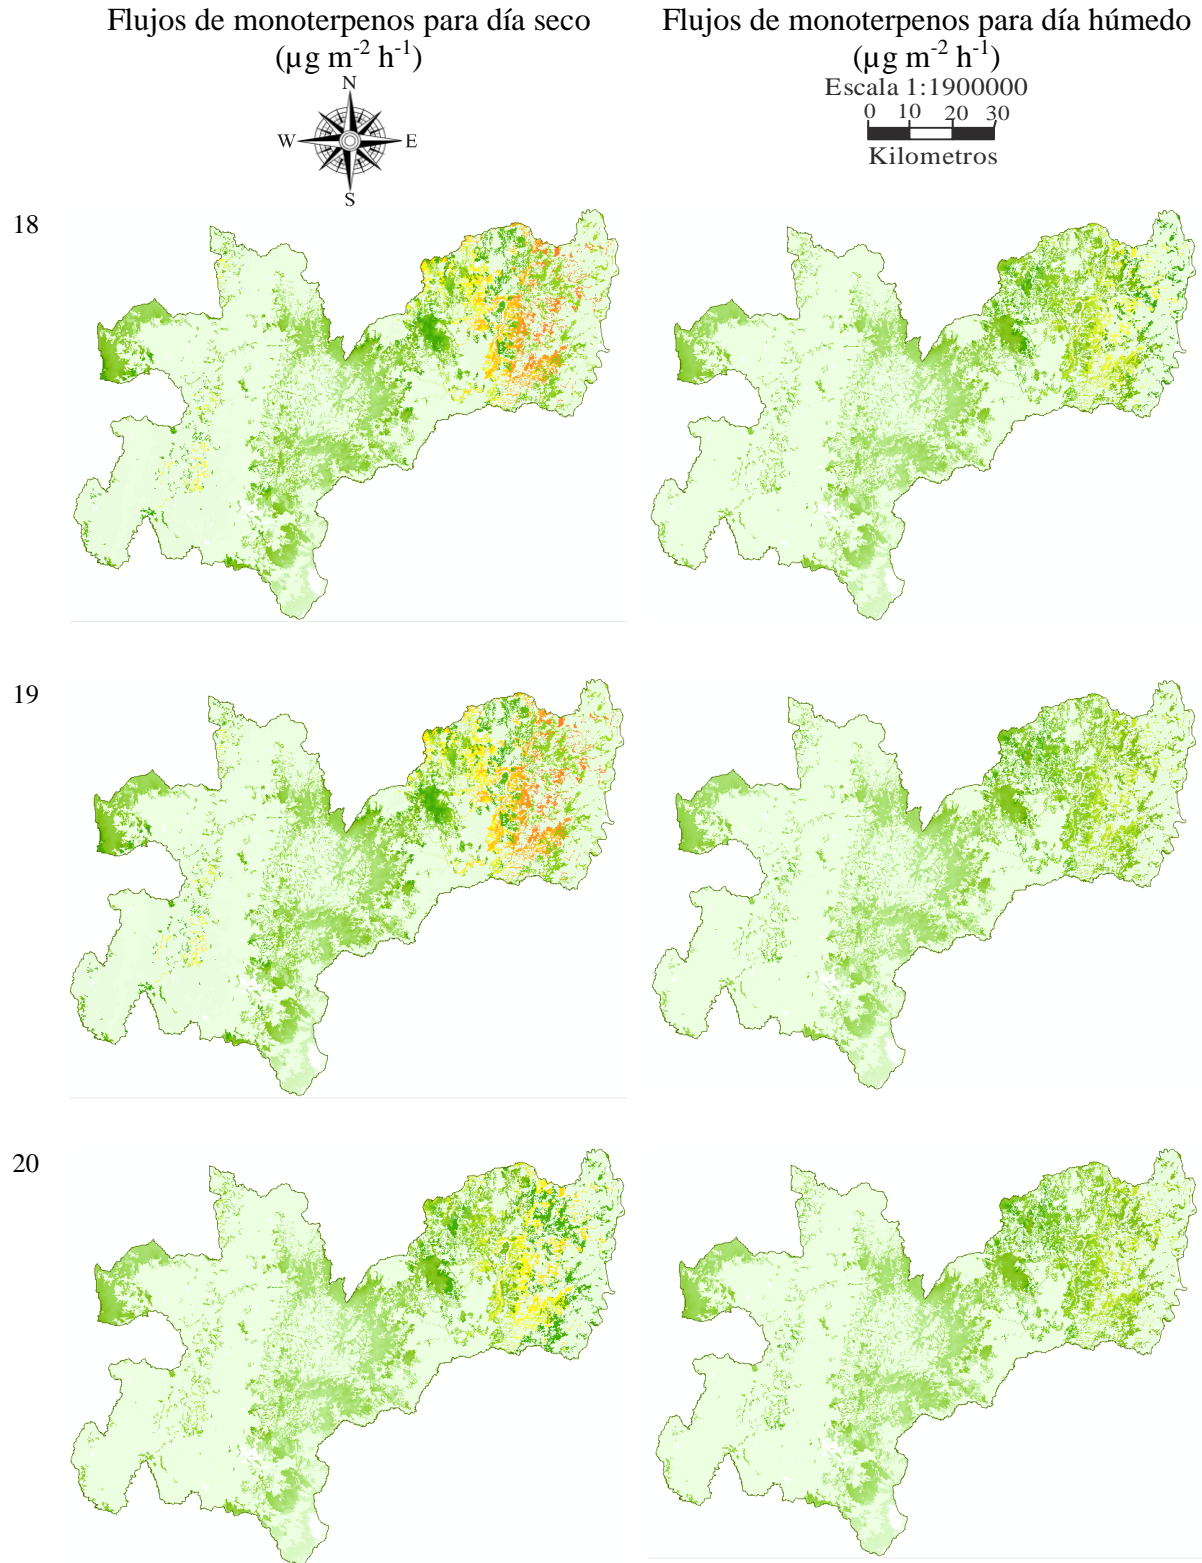 Flujos de monoterpenos para día seco
(µg m-2 h-1)
Flujos de monoterpenos para día húmedo
(µg m-2 h-1)
N
W
E
S
Escala 1:1900000
0 10 20 30
Kilometros
18
19
20